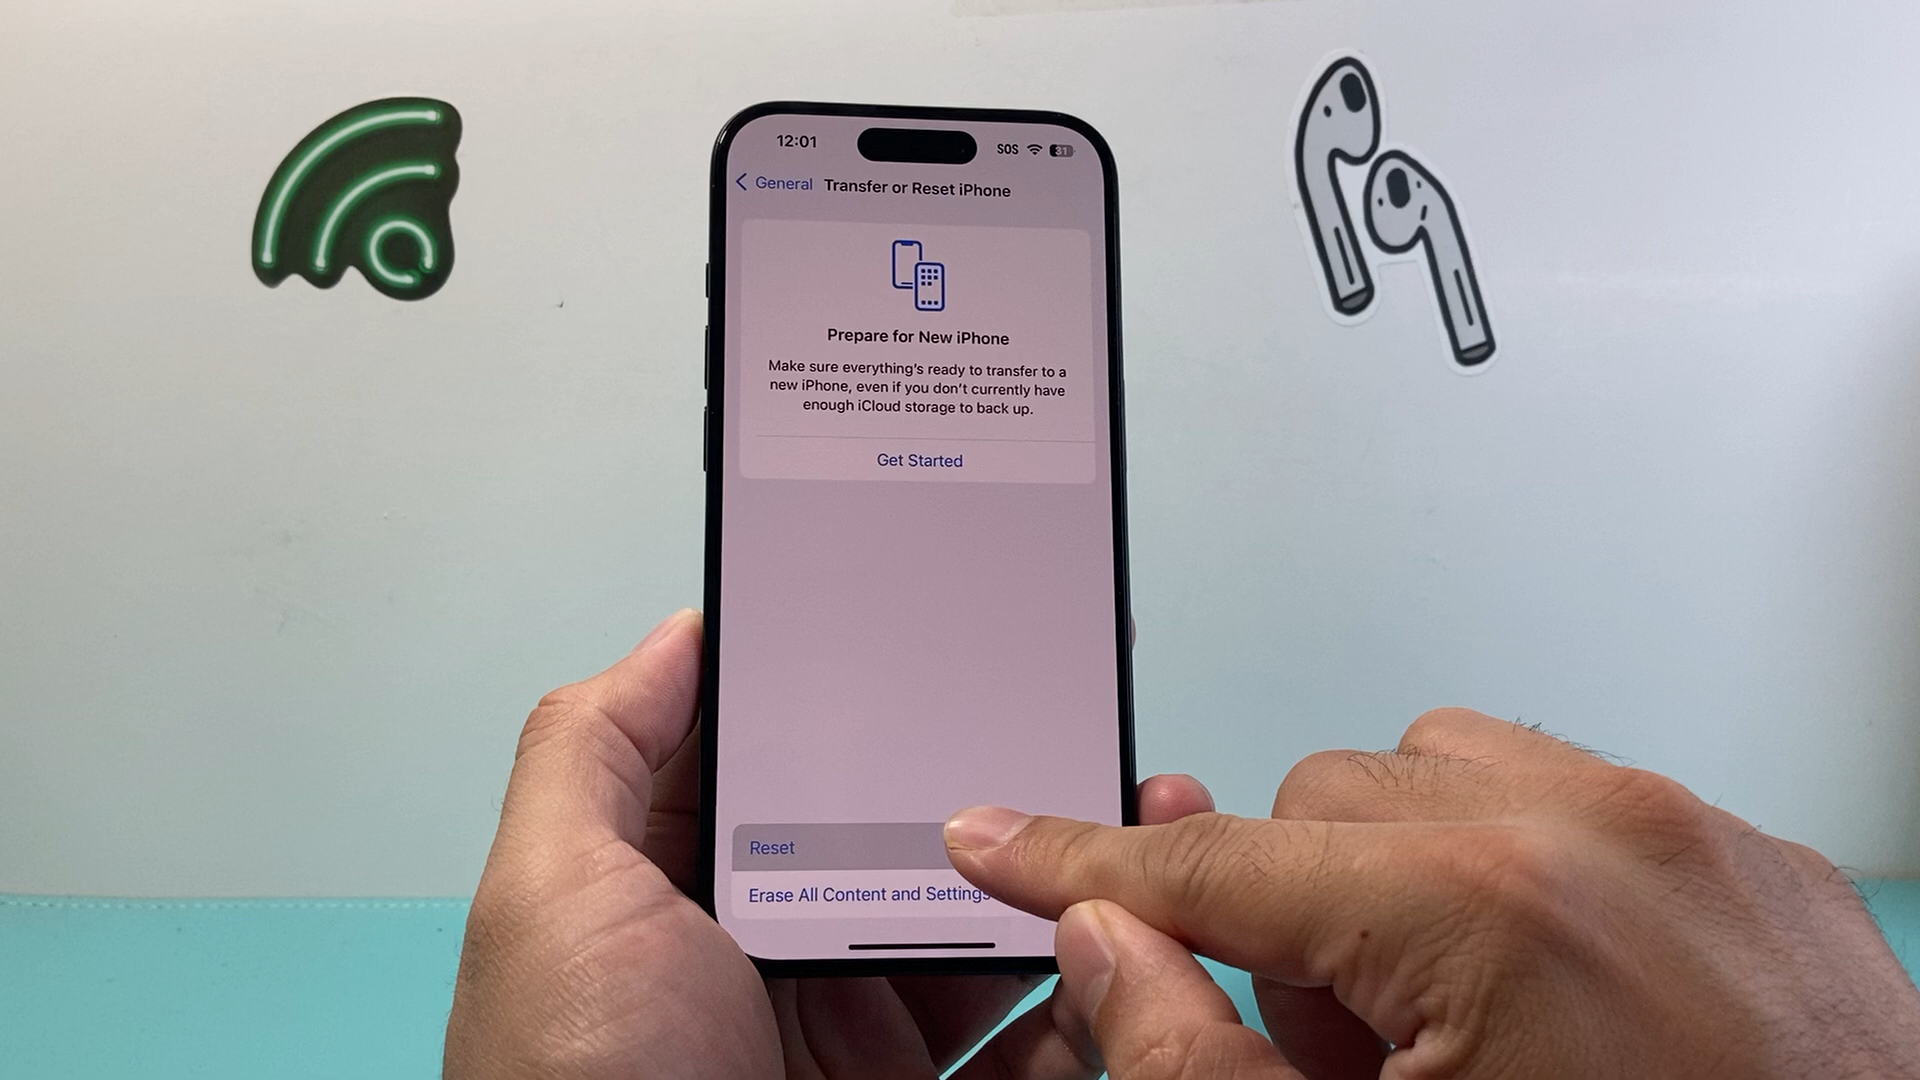 12:01
SOS
31
General
Transfer or Reset iPhone
Prepare for New iPhone
Make sure everything's ready to transfer to a
new iPhone, even if you don't currently have
enough iCloud storage to back up.
Get Started
Reset
Erase All Content and Settings